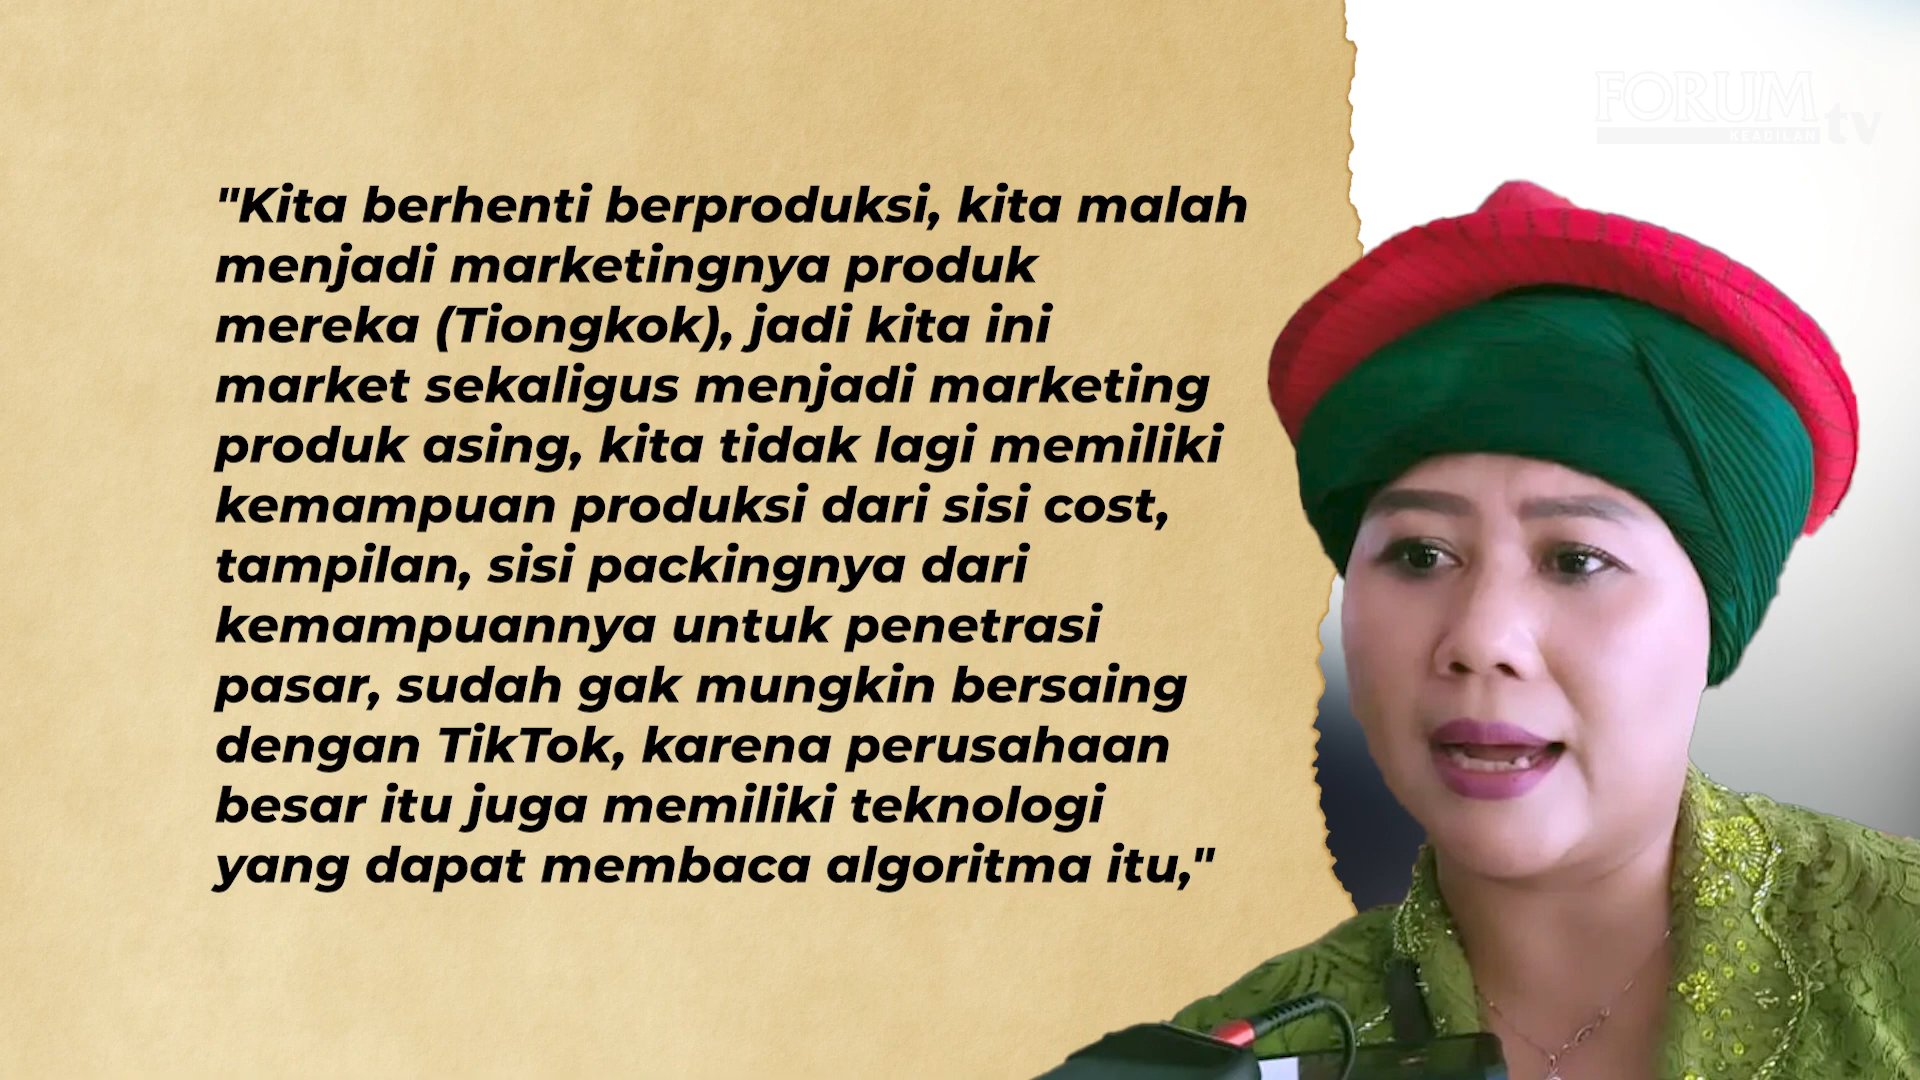 FORUM
KEADILAN
tv
"Kita berhenti berproduksi, kita malah
menjadi marketingnya produk
mereka (Tiongkok), jadi kita ini
market sekaligus menjadi marketing
produk asing, kita tidak lagi memiliki
kemampuan produksi dari sisi cost,
tampilan, sisi packingnya dari
kemampuannya untuk penetrasi
pasar, sudah gak mungkin bersaing
dengan TikTok, karena perusahaan
besar itu juga memiliki teknologi
yang dapat membaca algoritma itu,"